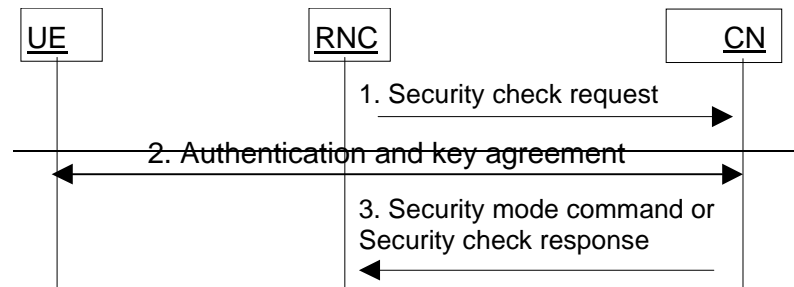 UE RNC CN
1. Security check request
2. Authentication and key agreement
3. Security mode command or
Security check response